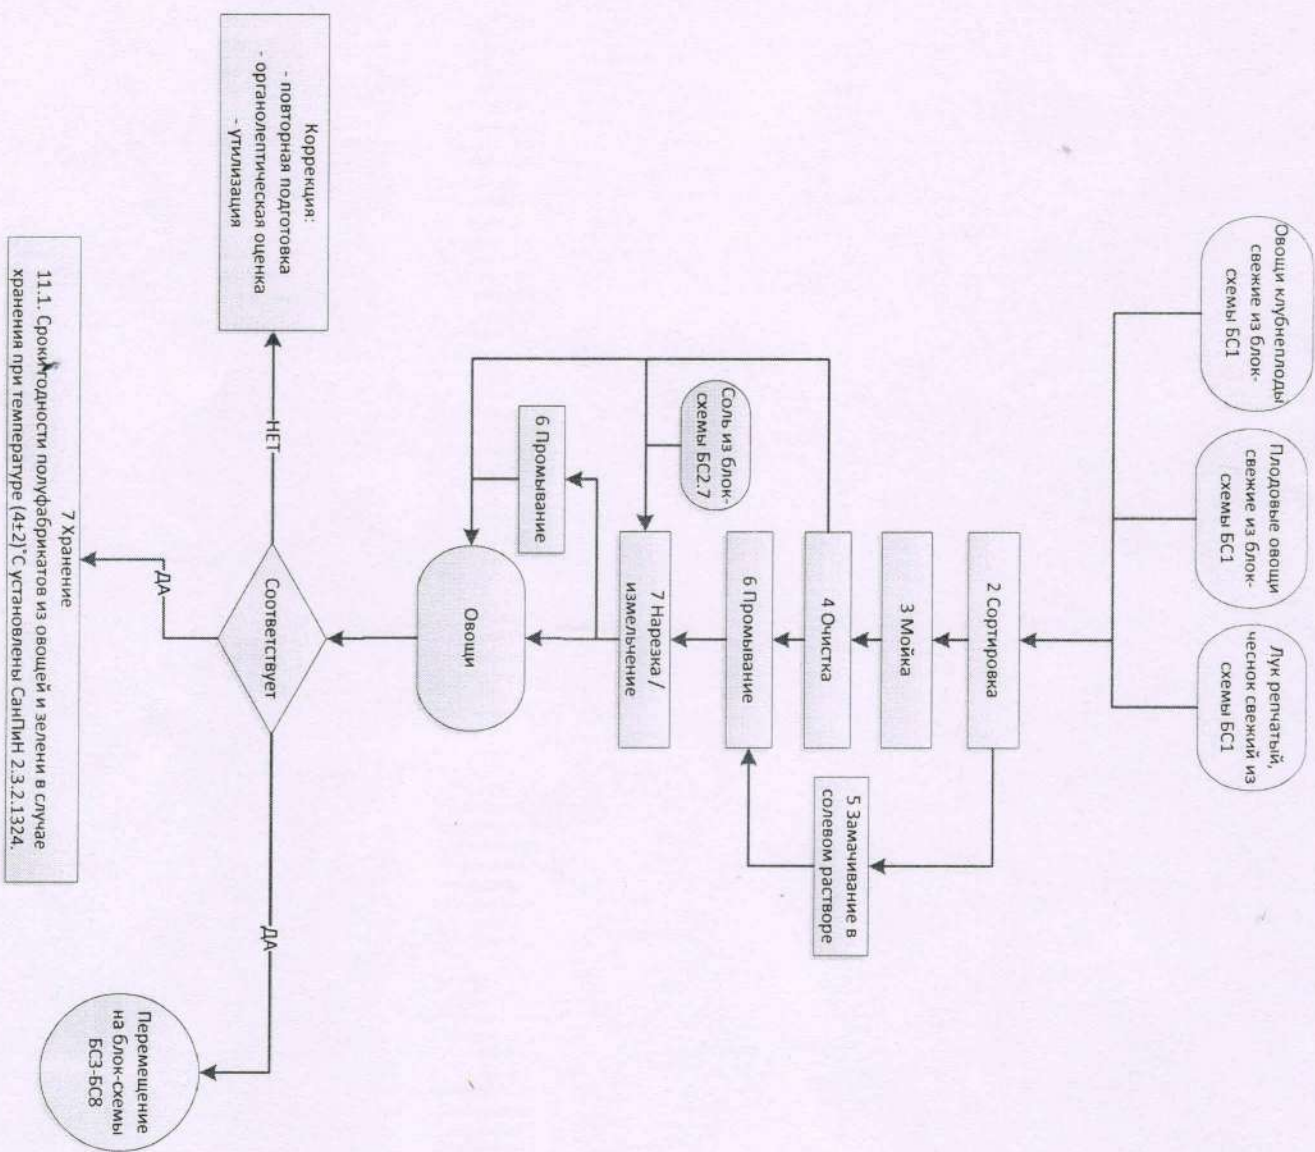 Овощи клубнеплоды
свежие из блок-
схемы БС1
Плодовые овощи
свежие из блок-
схемы БС1
Лук репчатый,
чеснок свежий из
схемы БС1
2 Сортировка
3 Мойка
4 Очистка
5 Замачивание в
солевом растворе
6 Промывание
Соль из блок-
схемы БС2.7
7 Нарезка /
измельчение
6 Промывание
Овощи
Соответствует
НЕТ
ДА
ДА
Коррекция:
- повторная подготовка
- органолептическая оценка
- утилизация
7 Хранение
11.1. Сроки годности полуфабрикатов из овощей и зелени в случае
хранения при температуре (4±2)˚С установлены СанПиН 2.3.2.1324.
Перемещение
на блок-схемы
БС3-БС8